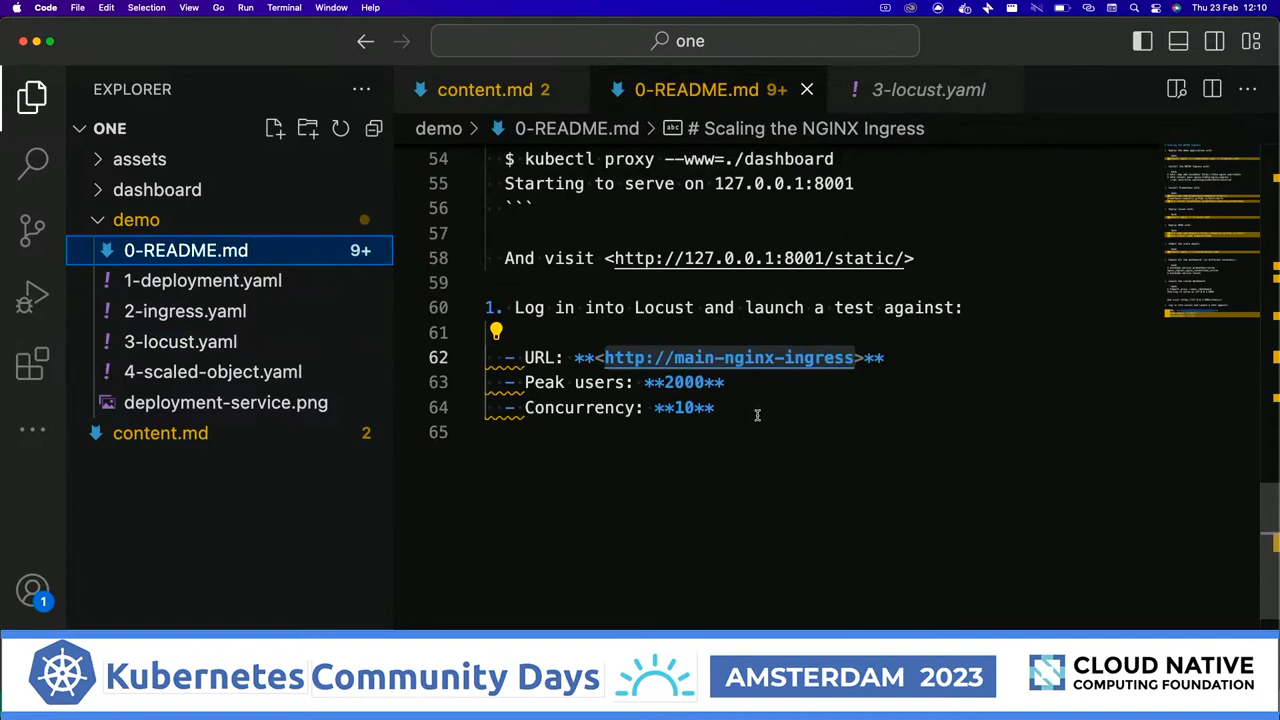 Code File Edit Selection View Go Run Terminal Window Help Thu 23 Feb 12:10
one
EXPLORER
content.md 2
0-README.md 9+
3-locust.yaml
ONE
demo > 0-README.md > # Scaling the NGINX Ingress
assets
dashboard
demo
0-README.md 9+
1-deployment.yaml
2-ingress.yaml
3-locust.yaml
4-scaled-object.yaml
deployment-service.png
content.md 2
1
54 $ kubectl proxy --www=./dashboard
55 Starting to serve on 127.0.0.1:8001
56 ```
57
58 And visit <http://127.0.0.1:8001/static/>
59
60 1. Log in into Locust and launch a test against:
61
62 - URL: **<http://main-nginx-ingress>**
63 - Peak users: **2000**
64 - Concurrency: **10**
65
Kubernetes Community Days
AMSTERDAM 2023
CLOUD NATIVE
COMPUTING FOUNDATION